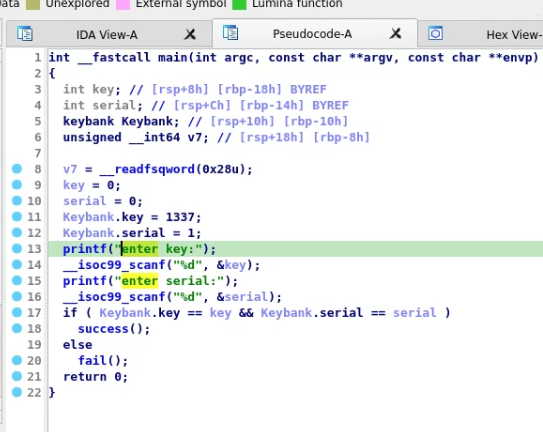 Data Unexplored External symbol Lumina function
IDA View-A Pseudocode-A Hex View-
1 int __fastcall main(int argc, const char **argv, const char **envp)
2 {
3 int key; // [rsp+8h] [rbp-18h] BYREF
4 int serial; // [rsp+Ch] [rbp-14h] BYREF
5 keybank Keybank; // [rsp+10h] [rbp-10h]
6 unsigned __int64 v7; // [rsp+18h] [rbp-8h]
7
8 v7 = __readfsqword(0x28u);
9 key = 0;
10 serial = 0;
11 Keybank.key = 1337;
12 Keybank.serial = 1;
13 printf("enter key:");
14 __isoc99_scanf("%d", &key);
15 printf("enter serial:");
16 __isoc99_scanf("%d", &serial);
17 if ( Keybank.key == key && Keybank.serial == serial )
18 success();
19 else
20 fail();
21 return 0;
22 }